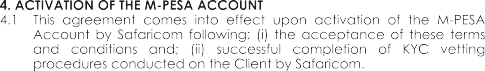 4. ACTIVATION OF THE M-PESA ACCOUNT
4.1 This agreement comes into effect upon activation of the M-PESA
Account by Safaricom following: (i) the acceptance of these terms
and conditions and; (ii) successful completion of KYC vetting
procedures conducted on the Client by Safaricom.